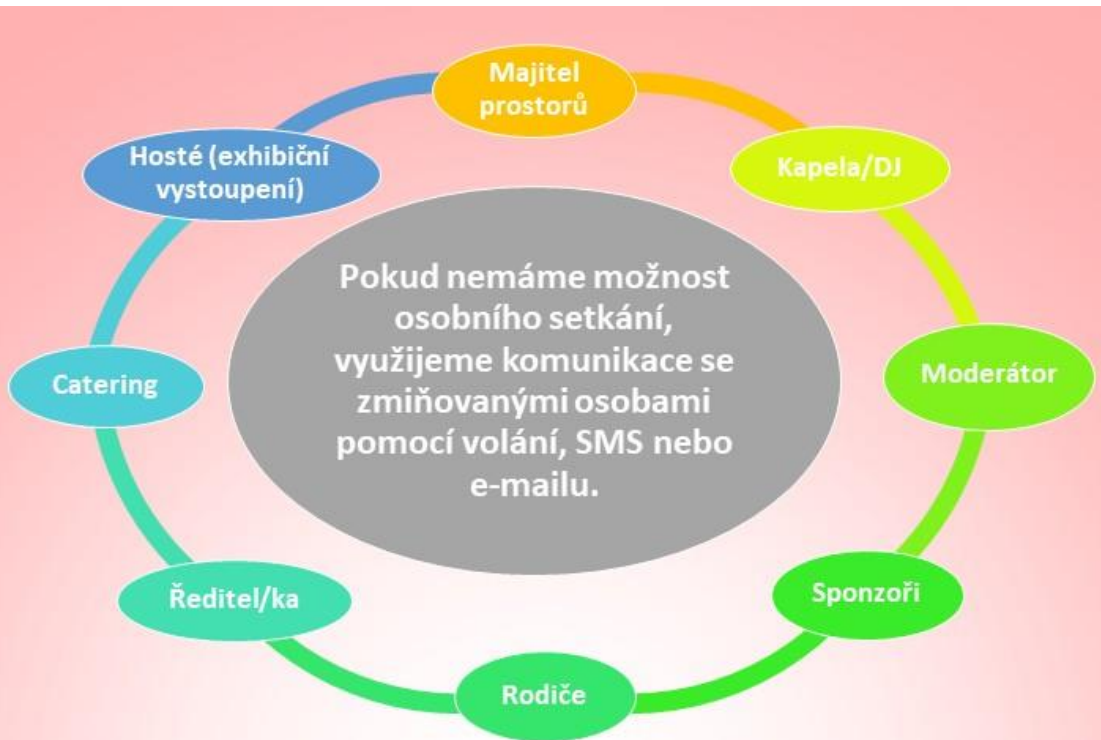 Majitel
prostorů
Hosté (exhibiční
vystoupení)
Kapela/DJ
Pokud nemáme možnost
osobního setkání,
využijeme komunikace se
zmiňovanými osobami
pomocí volání, SMS nebo
e-mailu.
Catering
Moderátor
Ředitel/ka
Sponzoři
Rodiče